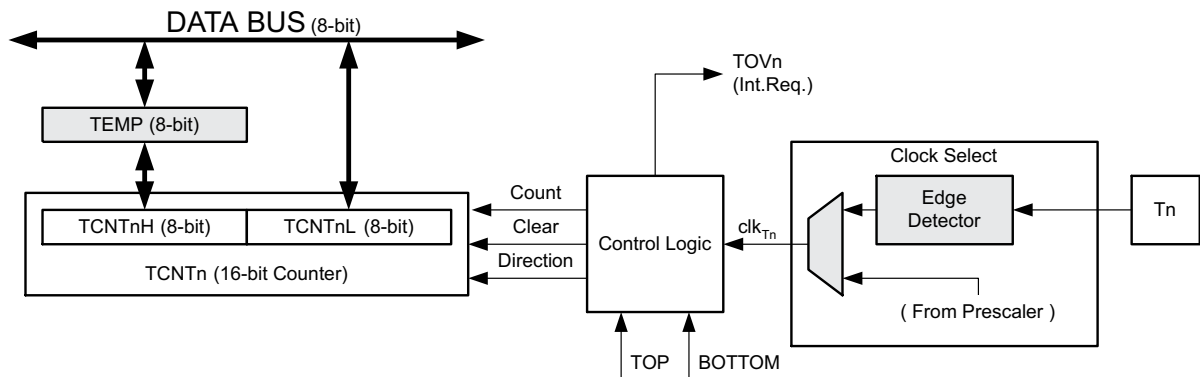 DATA BUS (8-bit)
TOVn
(Int.Req.)
TEMP (8-bit)
Clock Select
Count
Edge
Detector
Tn
TCNTnH (8-bit)
TCNTnL (8-bit)
Clear
Control Logic
clkTn
TCNTn (16-bit Counter)
Direction
( From Prescaler )
TOP
BOTTOM